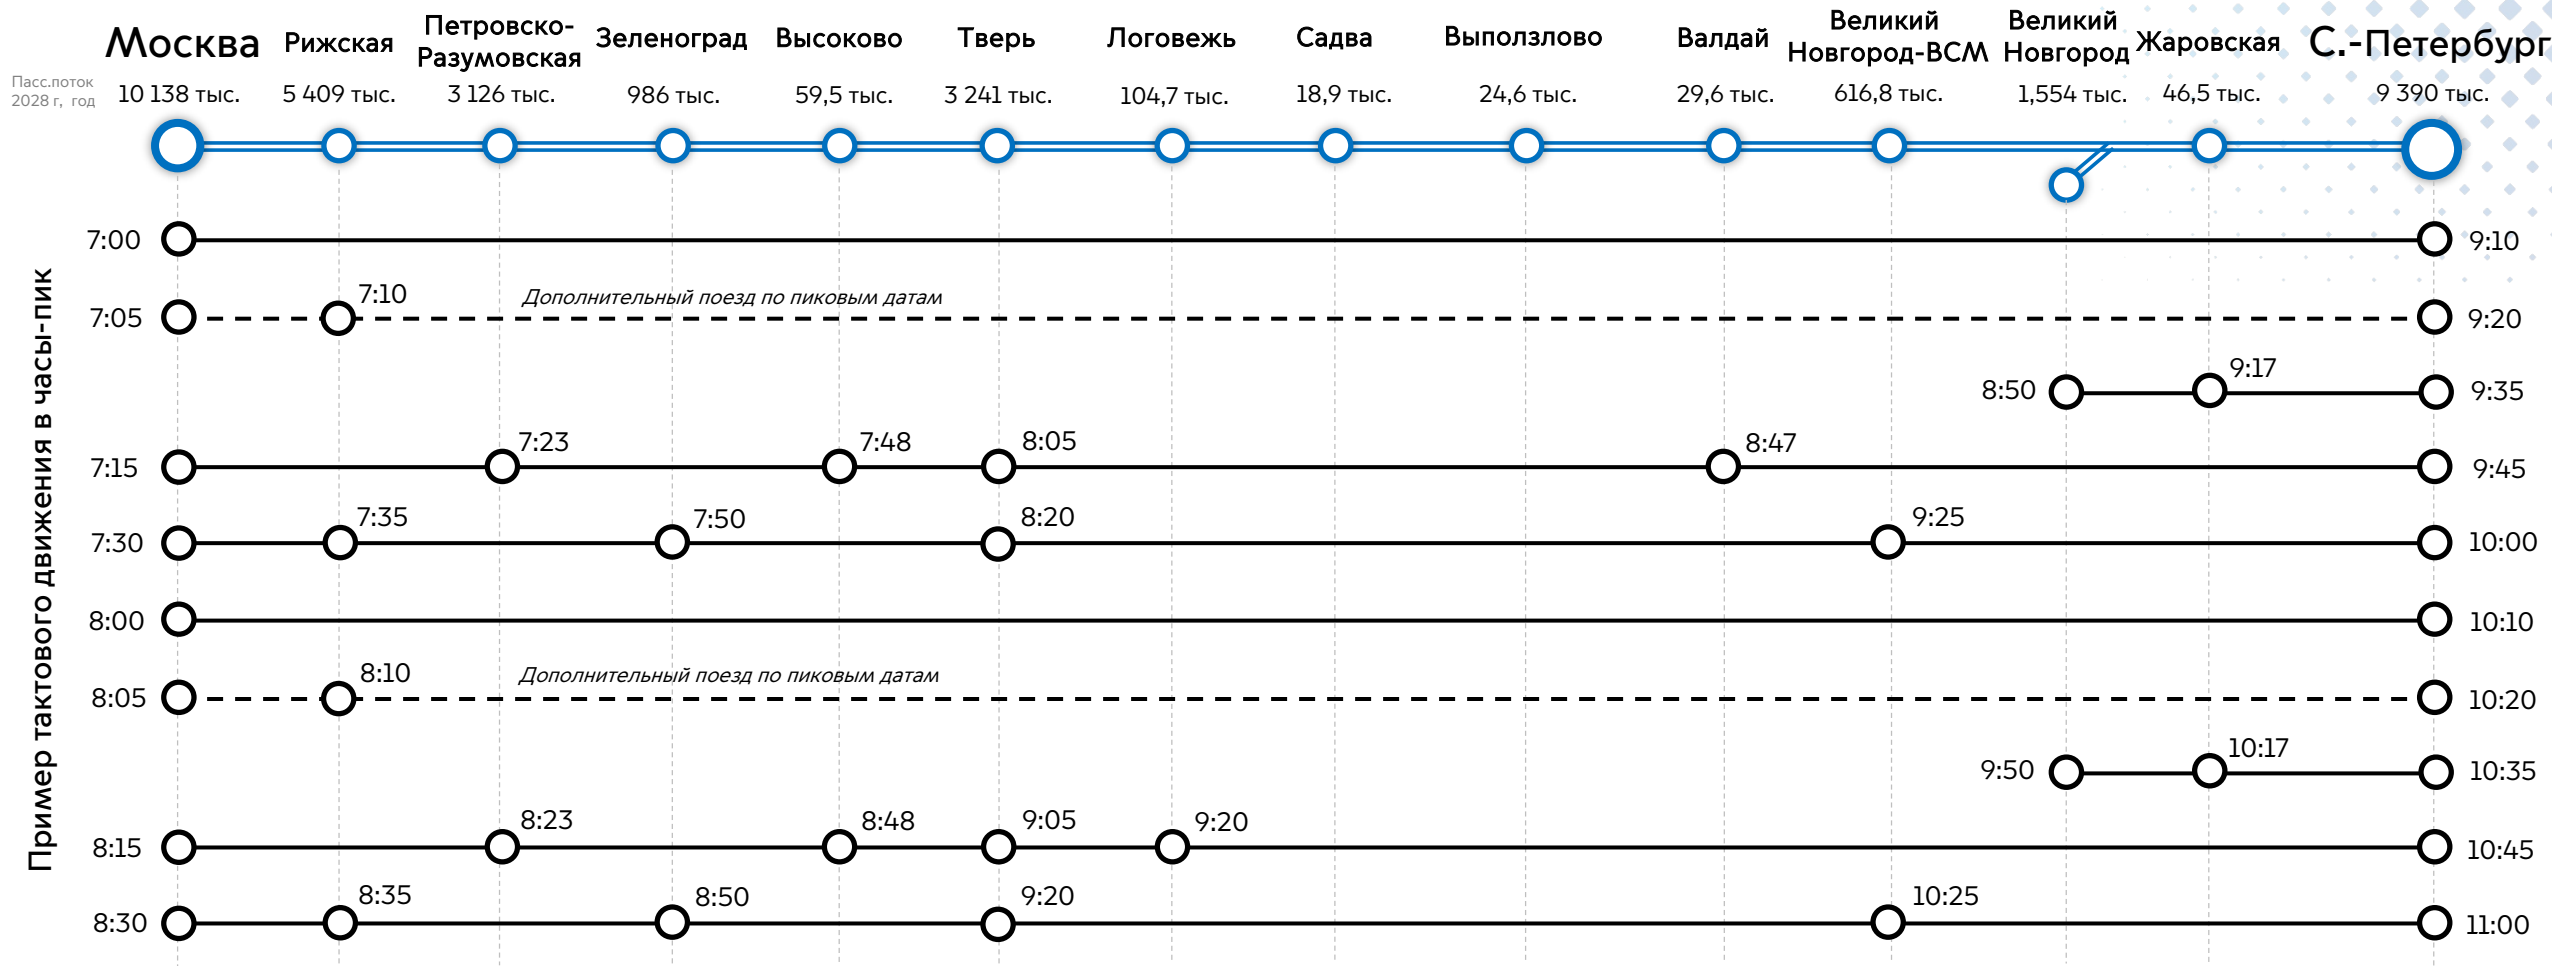 Москва Рижская Петровско- Зеленоград Высоково Тверь Логовежь Садва Выползлово Валдай Великий Великий Жаровская С.-Петербург
Разумовская Новгород-ВСМ Новгород
Пасс.поток
2028 г, год
10 138 тыс. 5 409 тыс. 3 126 тыс. 986 тыс. 59,5 тыс. 3 241 тыс. 104,7 тыс. 18,9 тыс. 24,6 тыс. 29,6 тыс. 616,8 тыс. 1,554 тыс. 46,5 тыс. 9 390 тыс.
Пример тактового движения в часы-пик
7:00 9:10
7:05 7:10 Дополнительный поезд по пиковым датам 9:20
8:50 9:17 9:35
7:15 7:23 7:48 8:05 8:47 9:45
7:30 7:35 7:50 8:20 9:25 10:00
8:00 10:10
8:05 8:10 Дополнительный поезд по пиковым датам 10:20
9:50 10:17 10:35
8:15 8:23 8:48 9:05 9:20 10:45
8:30 8:35 8:50 9:20 10:25 11:00